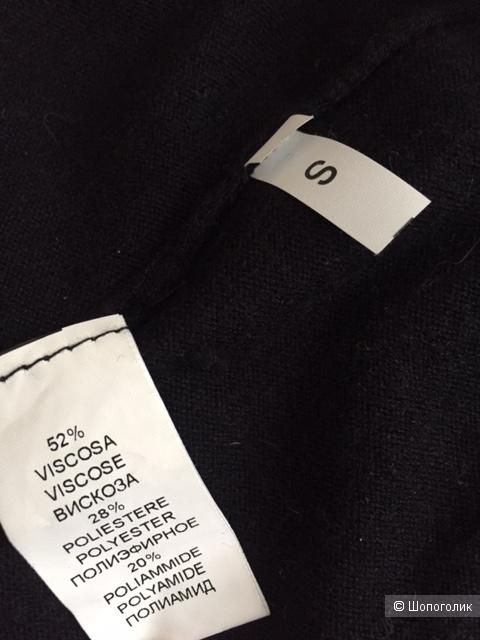 S
52%
VISCOSA
VISCOSE
ВИСКОЗА
28%
POLIESTERE
POLYESTER
ПОЛИЭФИРНОЕ
20%
POLIAMMIDE
POLYAMIDE
ПОЛИАМИД
© Шопоголик